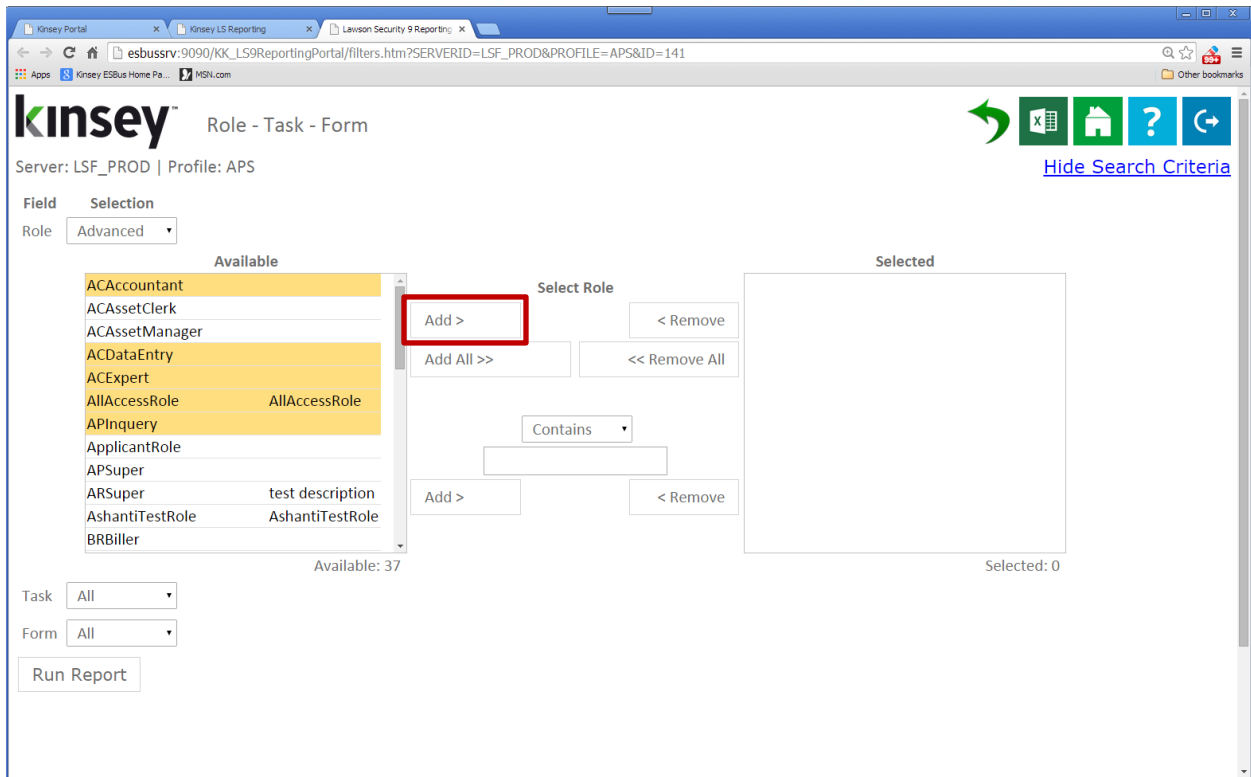 Kinsey Portal Kinsey LS Reporting Lawson Security 9 Reporting
esbussrv:9090/KK_LS9ReportingPortal/filters.htm?SERVERID=LSF_PROD&PROFILE=APS&ID=141 99+
Apps 8 Kinsey ESBus Home Pa... MSN.com Other bookmarks
kinsey™ Role - Task - Form
Server: LSF_PROD | Profile: APS Hide Search Criteria
Field Selection
Role Advanced
Available Selected
ACAccountant
Select Role
ACAssetClerk
Add > < Remove
ACAssetManager
ACDataEntry
Add All >> << Remove All
ACExpert
AllAccessRole AllAccessRole
APInquery
Contains
ApplicantRole
APSuper
ARSuper test description
Add > < Remove
AshantiTestRole AshantiTestRole
BRBiller
Available: 37 Selected: 0
Task All
Form All
Run Report